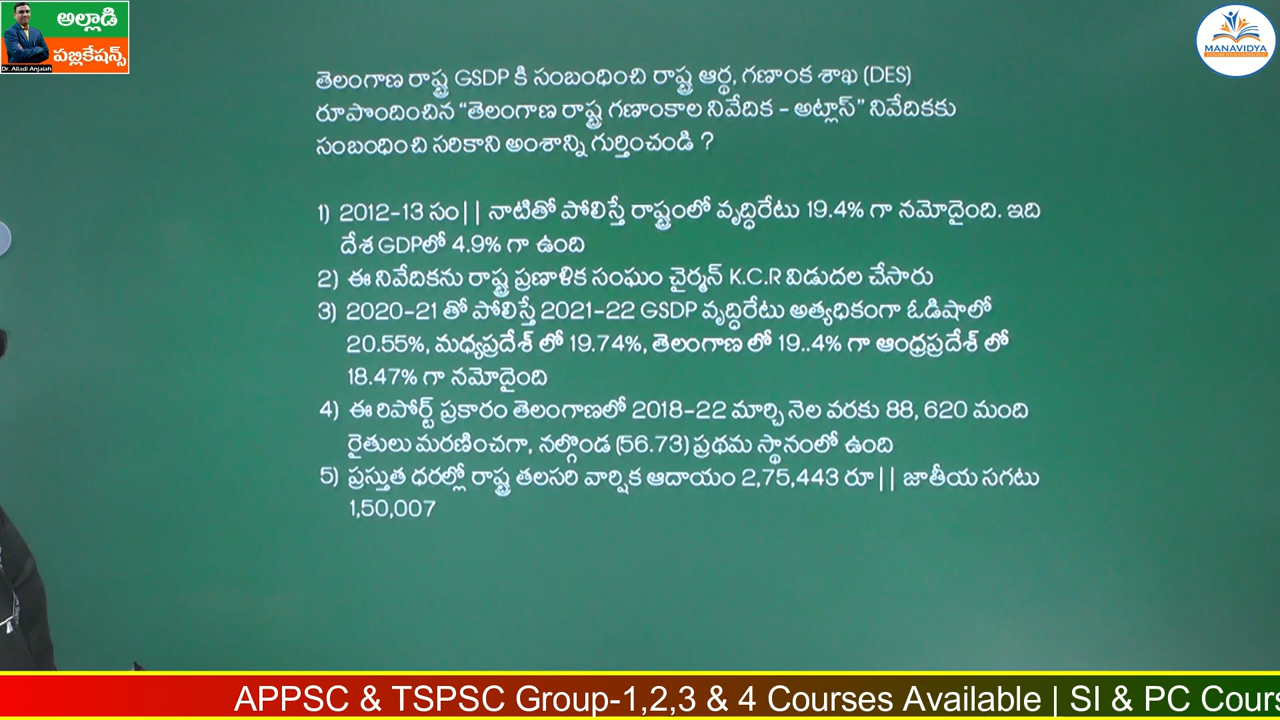 అల్లాడి
పబ్లికేషన్స్
Dr. Alladi Anjaiah
MANAVIDYA
తెలంగాణ రాష్ట్ర GSDP కి సంబంధించి రాష్ట్ర ఆర్థ, గణాంక శాఖ (DES)
రూపొందించిన “తెలంగాణ రాష్ట్ర గణాంకాల నివేదిక - అట్లాస్” నివేదికకు
సంబంధించి సరికాని అంశాన్ని గుర్తించండి ?
1) 2012-13 సం|| నాటితో పోలిస్తే రాష్ట్రంలో వృద్ధిరేటు 19.4% గా నమోదైంది. ఇది
దేశ GDPలో 4.9% గా ఉంది
2) ఈ నివేదికను రాష్ట్ర ప్రణాళిక సంఘం చైర్మన్ K.C.R విడుదల చేసారు
3) 2020-21 తో పోలిస్తే 2021-22 GSDP వృద్ధిరేటు అత్యధికంగా ఓడిషాలో
20.55%, మధ్యప్రదేశ్ లో 19.74%, తెలంగాణ లో 19..4% గా ఆంధ్రప్రదేశ్ లో
18.47% గా నమోదైంది
4) ఈ రిపోర్ట్ ప్రకారం తెలంగాణలో 2018-22 మార్చి నెల వరకు 88, 620 మంది
రైతులు మరణించగా, నల్గొండ (56.73) ప్రథమ స్థానంలో ఉంది
5) ప్రస్తుత ధరల్లో రాష్ట్ర తలసరి వార్షిక ఆదాయం 2,75,443 రూ|| జాతీయ సగటు
1,50,007
APPSC & TSPSC Group-1,2,3 & 4 Courses Available | SI & PC Cours